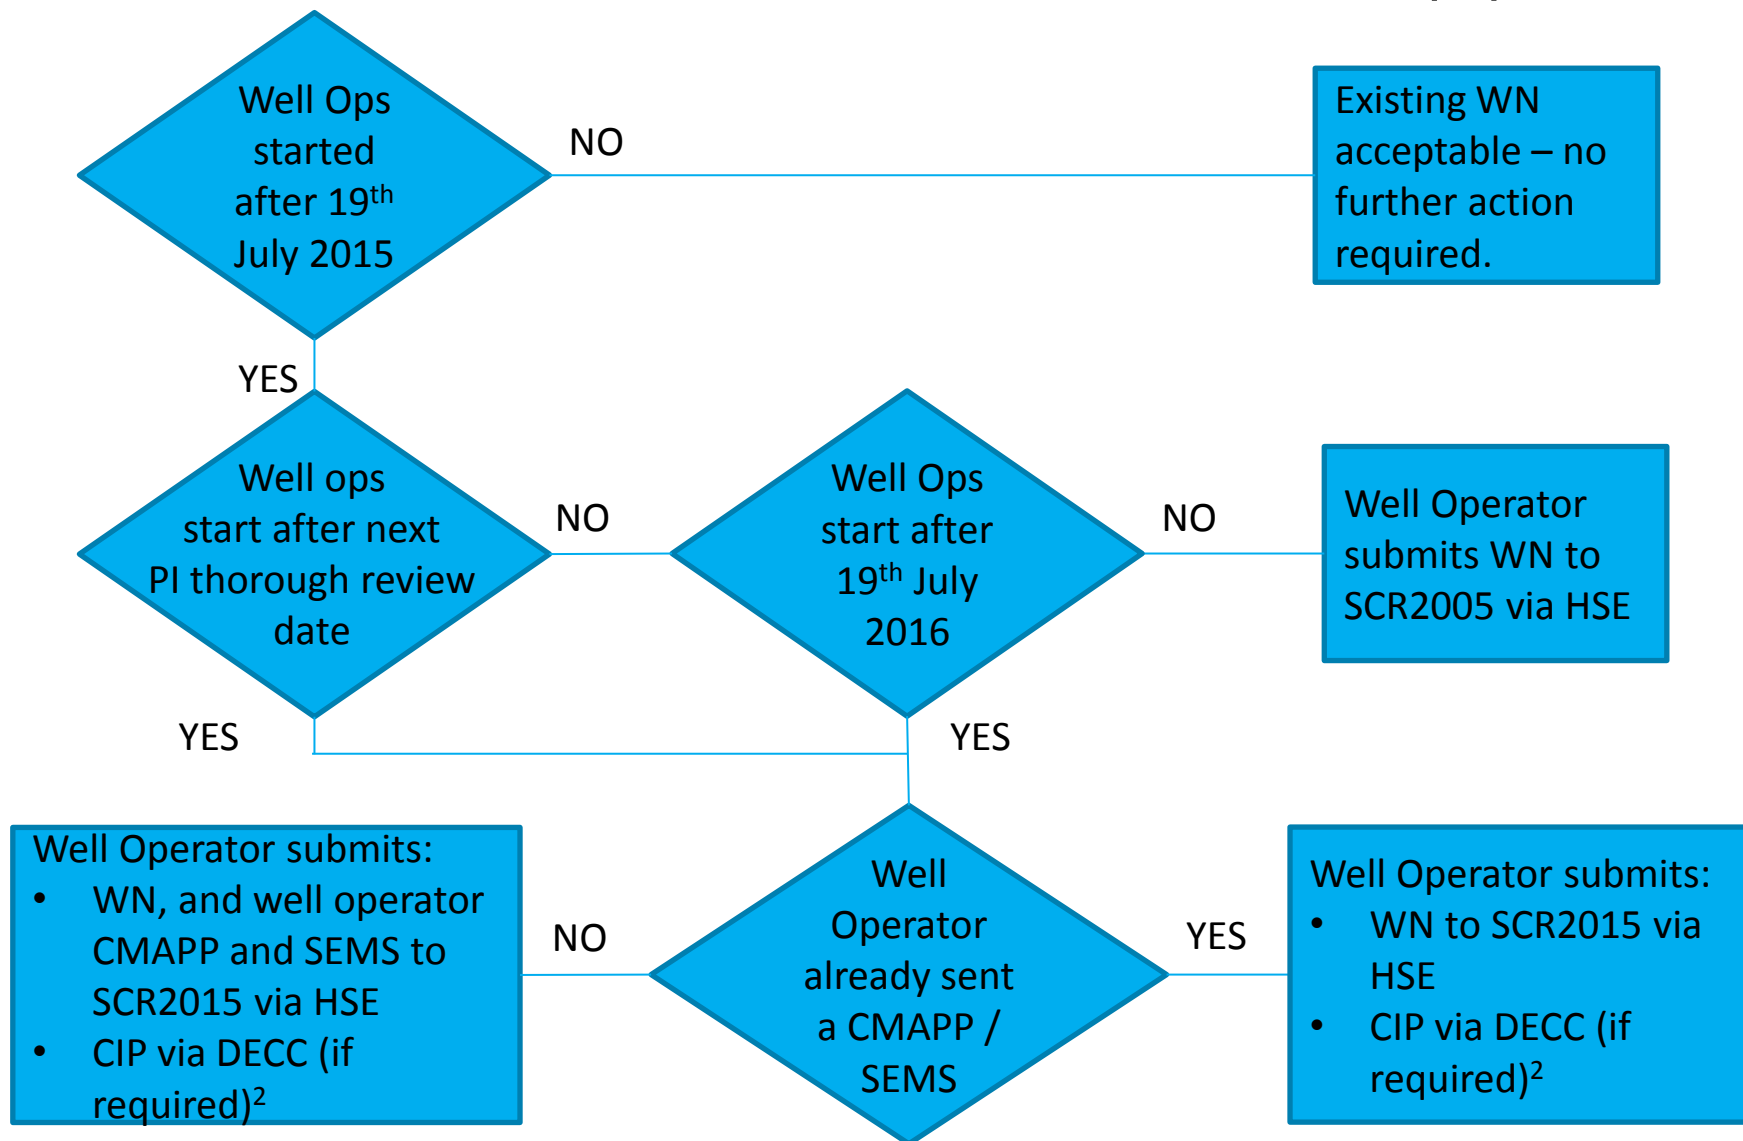 Well Ops
started
after 19th
July 2015
NO
Existing WN
acceptable – no
further action
required.
YES
Well ops
start after next
PI thorough review
date
NO
Well Ops
start after
19th July
2016
NO
Well Operator
submits WN to
SCR2005 via HSE
YES
YES
Well Operator submits:
• WN, and well operator
CMAPP and SEMS to
SCR2015 via HSE
• CIP via DECC (if
required)2
NO
Well
Operator
already sent
a CMAPP /
SEMS
YES
Well Operator submits:
• WN to SCR2015 via
HSE
• CIP via DECC (if
required)2